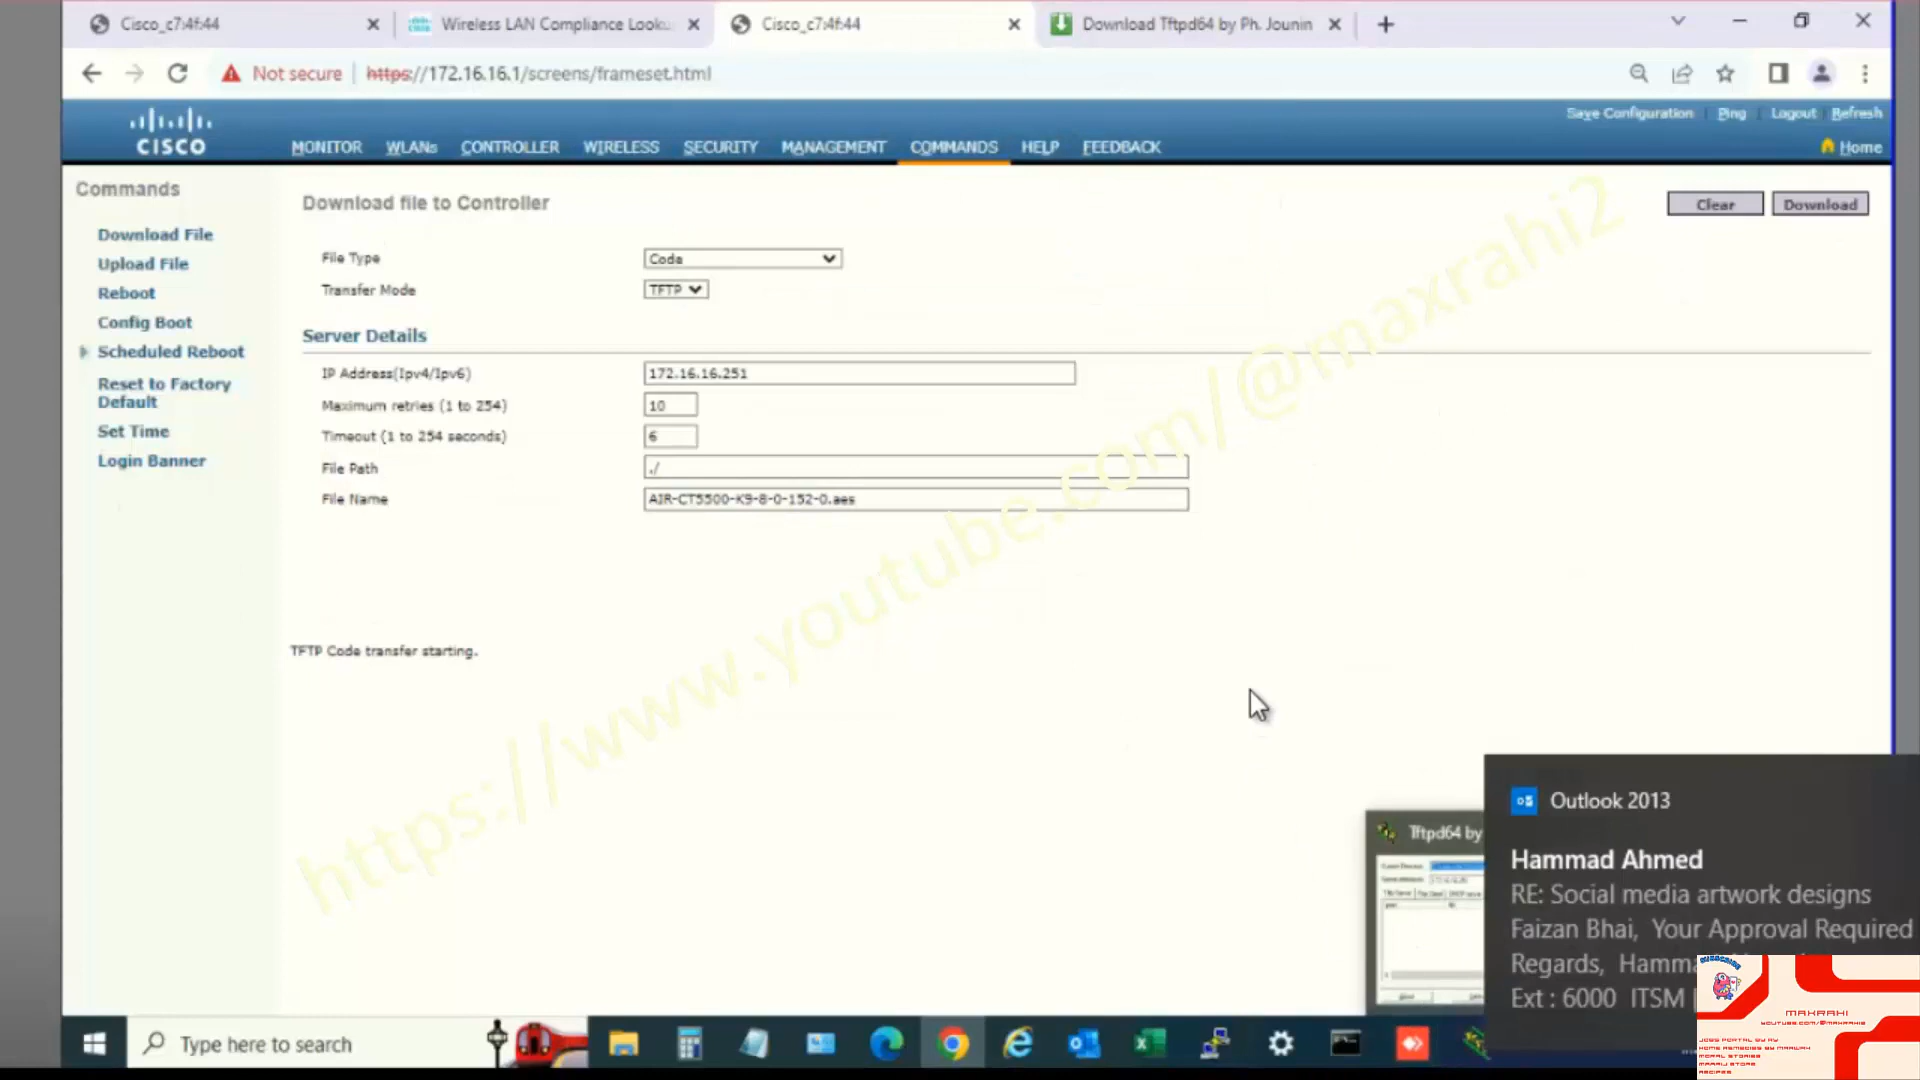 Cisco_c7:4f:44
Wireless LAN Compliance Looku
Cisco_c7:4f:44
Download Tftpd64 by Ph. Jounin
Not secure
https://172.16.16.1/screens/frameset.html
Save Configuration
Ping
Logout
Refresh
CISCO
MONITOR
WLANs
CONTROLLER
WIRELESS
SECURITY
MANAGEMENT
COMMANDS
HELP
FEEDBACK
Home
Commands
Download File
Upload File
Reboot
Config Boot
Scheduled Reboot
Reset to Factory
Default
Set Time
Login Banner
Download file to Controller
Clear
Download
File Type
Code
Transfer Mode
TFTP
Server Details
IP Address(Ipv4/Ipv6)
172.16.16.251
Maximum retries (1 to 254)
10
Timeout (1 to 254 seconds)
6
File Path
./
File Name
AIR-CT5500-K9-8-0-152-0.aes
TFTP Code transfer starting.
https://www.youtube.com/@maxrahi2
Tftpd64 by
Outlook 2013
Hammad Ahmed
RE: Social media artwork designs
Faizan Bhai, Your Approval Required
Regards, Hamma
Ext : 6000 ITSM |
SUBSCRIBE
MAXRAHI
Type here to search